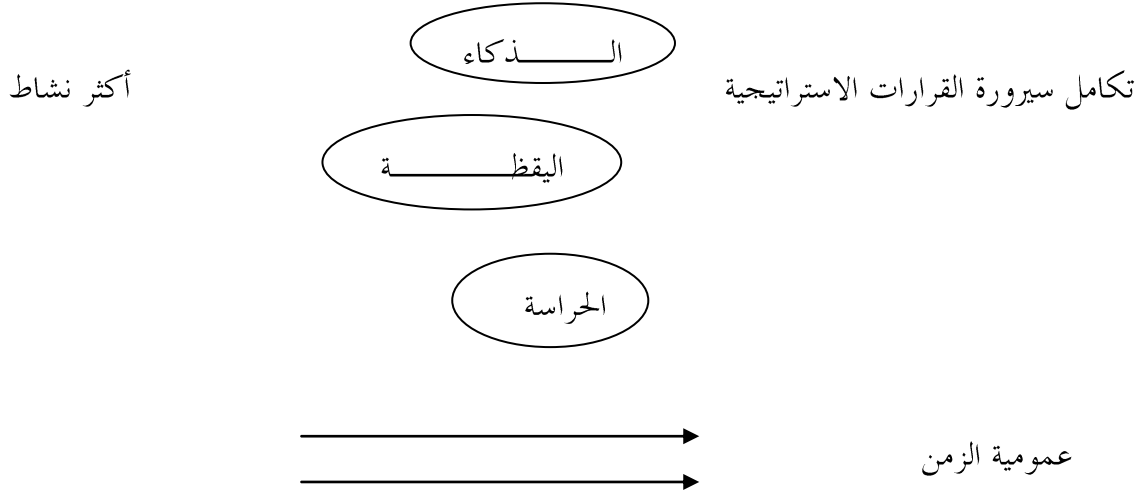 الـــــــذكاء
تكامل سيرورة القرارات الاستراتيجية
أكثر نشاط
اليقظـــــــــة
الحراسة
عمومية الزمن